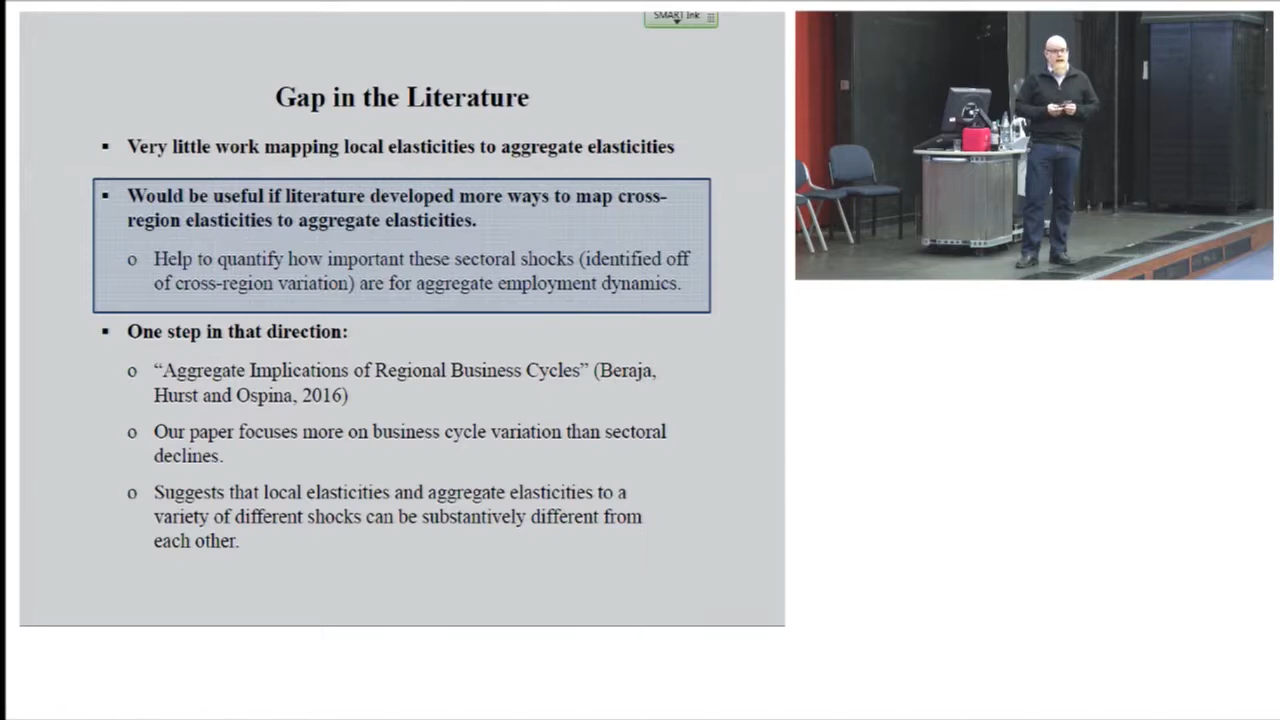 SMART Ink
Gap in the Literature
▪ Very little work mapping local elasticities to aggregate elasticities
▪ Would be useful if literature developed more ways to map cross-
region elasticities to aggregate elasticities.
o Help to quantify how important these sectoral shocks (identified off
of cross-region variation) are for aggregate employment dynamics.
▪ One step in that direction:
o “Aggregate Implications of Regional Business Cycles” (Beraja,
Hurst and Ospina, 2016)
o Our paper focuses more on business cycle variation than sectoral
declines.
o Suggests that local elasticities and aggregate elasticities to a
variety of different shocks can be substantively different from
each other.